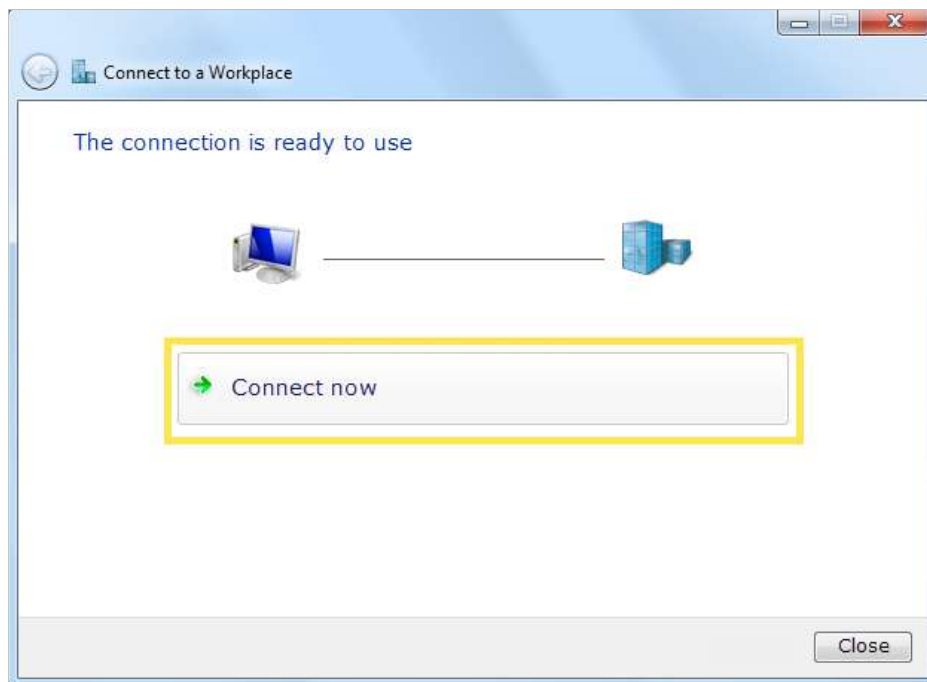 Connect to a Workplace
The connection is ready to use
Connect now
Close